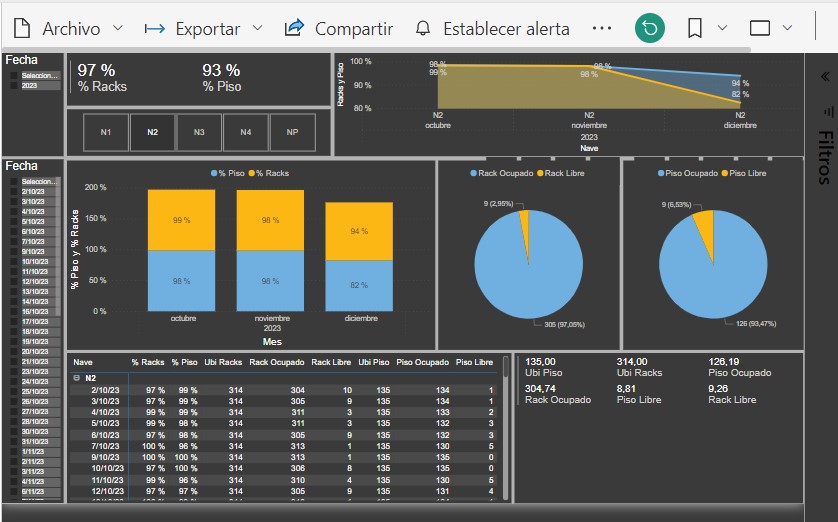 Archivo Exportar Compartir Establecer alerta ...
Fecha
Seleccion...
2023
97 % 93 %
% Racks % Piso
N1 N2 N3 N4 NP
Racks y Piso
100 %
90 %
80 %
98 %
99 %
98 %
98 %
94 %
82 %
N2 N2 N2
octubre noviembre diciembre
2023
Nave
Filtros
Fecha
Seleccion...
2/10/23
3/10/23
4/10/23
5/10/23
6/10/23
7/10/23
9/10/23
10/10/23
11/10/23
12/10/23
13/10/23
14/10/23
16/10/23
17/10/23
18/10/23
19/10/23
20/10/23
21/10/23
23/10/23
24/10/23
25/10/23
26/10/23
27/10/23
28/10/23
30/10/23
31/10/23
1/11/23
2/11/23
3/11/23
4/11/23
6/11/23
% Piso % Racks
% Piso y % Racks
200 %
150 %
100 %
50 %
0 %
99 % 98 % 94 %
98 % 98 % 82 %
octubre noviembre diciembre
2023
Mes
Rack Ocupado Rack Libre
9 (2,95%)
305 (97,05%)
Piso Ocupado Piso Libre
9 (6,53%)
126 (93,47%)
Nave % Racks % Piso Ubi Racks Rack Ocupado Rack Libre Ubi Piso Piso Ocupado Piso Libre
N2
2/10/23 97 % 99 % 314 304 10 135 134 1
3/10/23 97 % 99 % 314 305 9 135 134 1
4/10/23 99 % 99 % 314 311 3 135 133 2
5/10/23 99 % 98 % 314 311 3 135 132 3
6/10/23 97 % 98 % 314 305 9 135 132 3
7/10/23 100 % 96 % 314 313 1 135 130 5
9/10/23 100 % 100 % 314 313 1 135 135 0
10/10/23 97 % 100 % 314 306 8 135 135 0
11/10/23 99 % 96 % 314 310 4 135 130 5
12/10/23 97 % 97 % 314 305 9 135 131 4
135,00 314,00 126,19
Ubi Piso Ubi Racks Piso Ocupado
304,74 8,81 9,26
Rack Ocupado Piso Libre Rack Libre